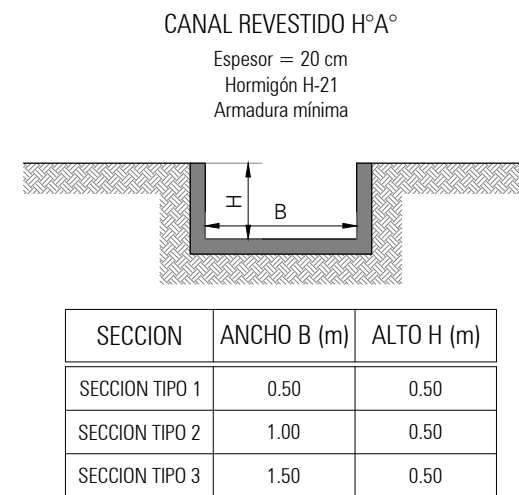 CANAL REVESTIDO H°A°
Espesor = 20 cm
Hormigón H-21
Armadura mínima
H
B
SECCION ANCHO B (m) ALTO H (m)
SECCION TIPO 1 0.50 0.50
SECCION TIPO 2 1.00 0.50
SECCION TIPO 3 1.50 0.50